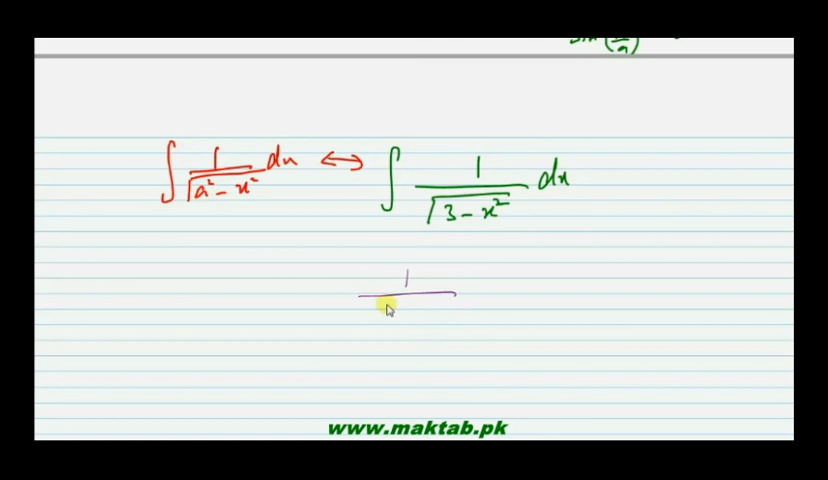 ∫ 1/√(a² − x²) dx ↔ ∫ 1/√(3 − x²) dx
1
www.maktab.pk